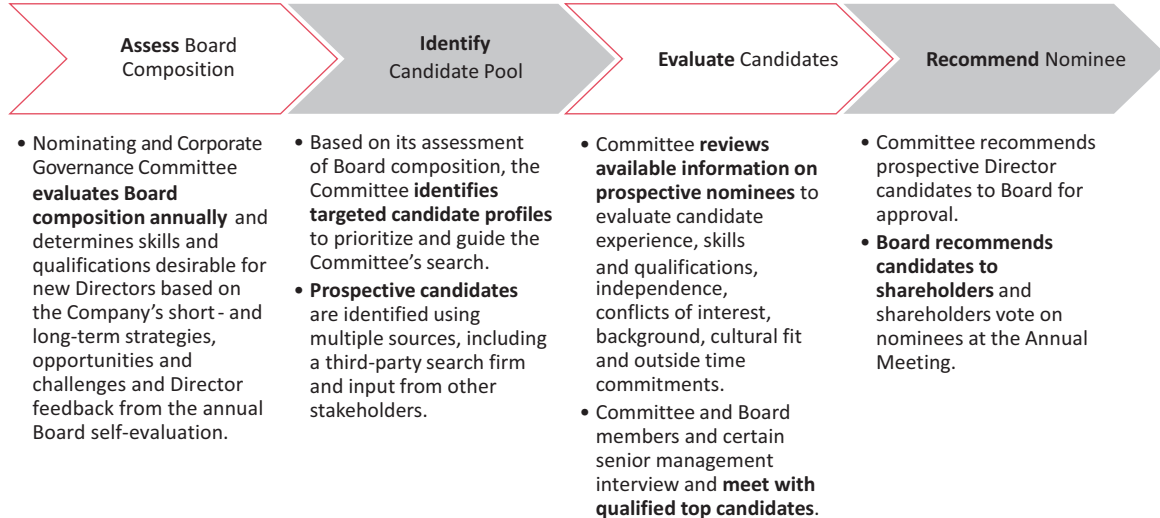 Assess Board
Composition
Identify
Candidate Pool
Evaluate Candidates
Recommend Nominee
• Nominating and Corporate
Governance Committee
evaluates Board
composition annually and
determines skills and
qualifications desirable for
new Directors based on
the Company's short - and
long-term strategies,
opportunities and
challenges and Director
feedback from the annual
Board self-evaluation.
• Based on its assessment
of Board composition, the
Committee identifies
targeted candidate profiles
to prioritize and guide the
Committee's search.
• Prospective candidates
are identified using
multiple sources, including
a third-party search firm
and input from other
stakeholders.
• Committee reviews
available information on
prospective nominees to
evaluate candidate
experience, skills
and qualifications,
independence,
conflicts of interest,
background, cultural fit
and outside time
commitments.
• Committee and Board
members and certain
senior management
interview and meet with
qualified top candidates.
• Committee recommends
prospective Director
candidates to Board for
approval.
• Board recommends
candidates to
shareholders and
shareholders vote on
nominees at the Annual
Meeting.